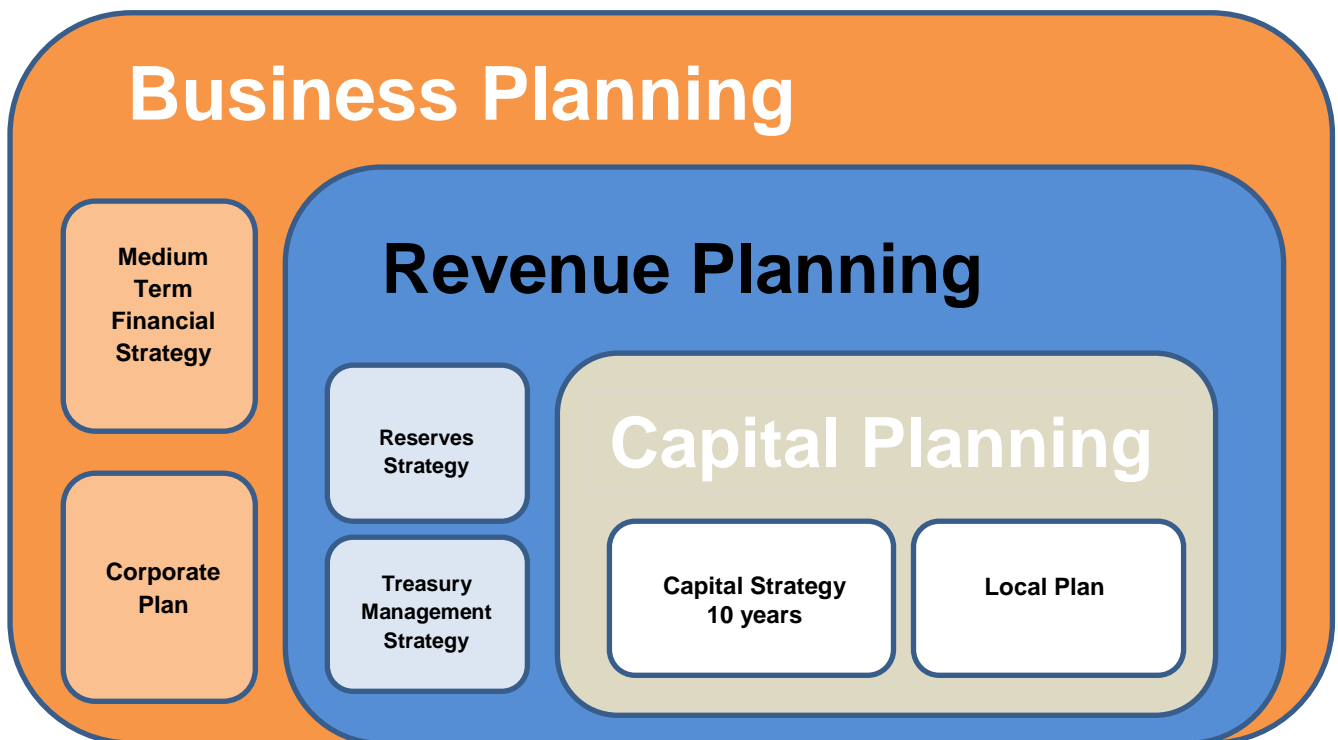 Business Planning
Medium
Term
Financial
Strategy
Corporate
Plan
Revenue Planning
Reserves
Strategy
Treasury
Management
Strategy
Capital Planning
Capital Strategy
10 years
Local Plan